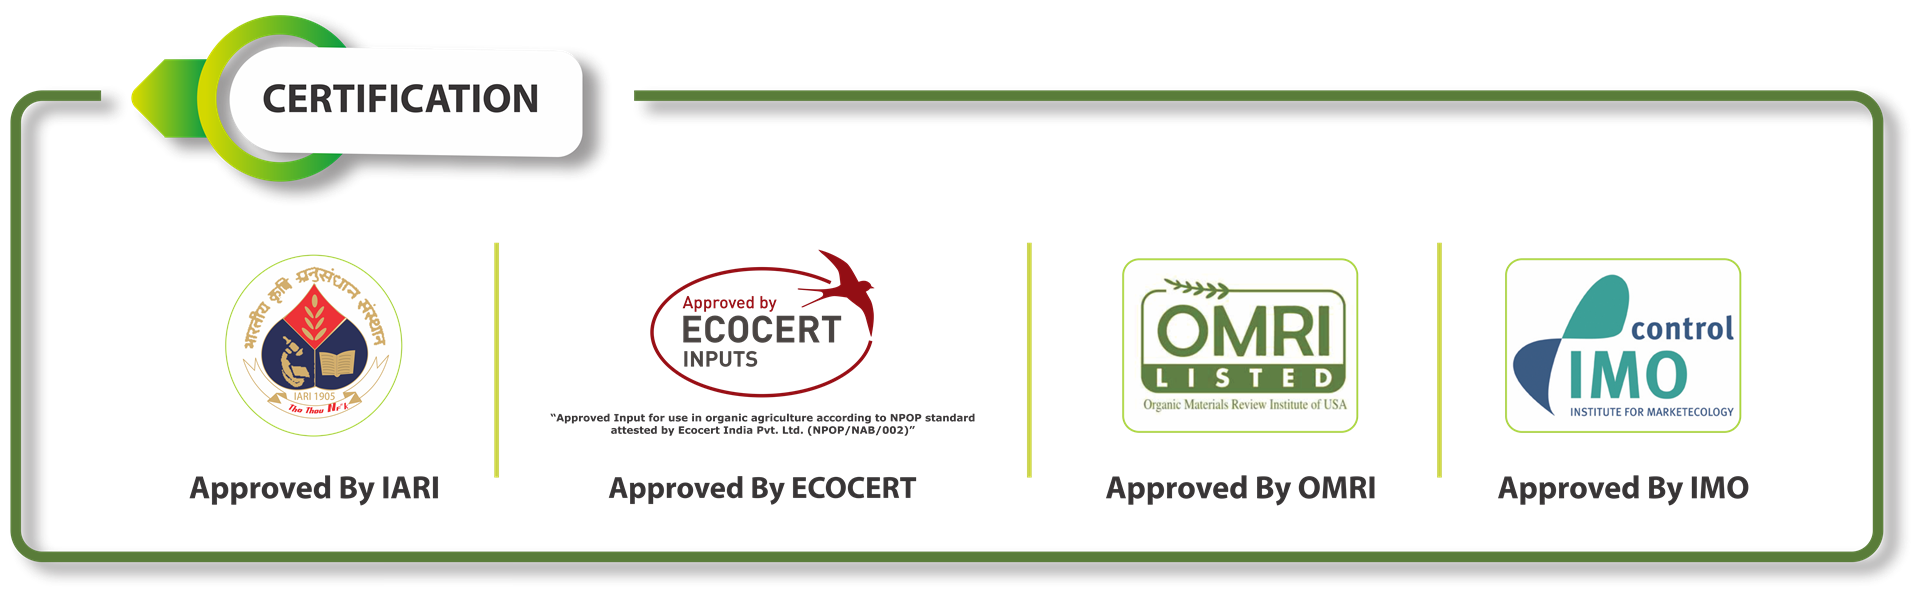 CERTIFICATION
भारतीय कृषि अनुसंधान संस्थान
IARI 1905
Approved By IARI
Approved by
ECOCERT
INPUTS
“Approved Input for use in organic agriculture according to NPOP standard
attested by Ecocert India Pvt. Ltd. (NPOP/NAB/002)”
Approved By ECOCERT
OMRI
LISTED
Organic Materials Review Institute of USA
Approved By OMRI
control
IMO
INSTITUTE FOR MARKETECOLOGY
Approved By IMO